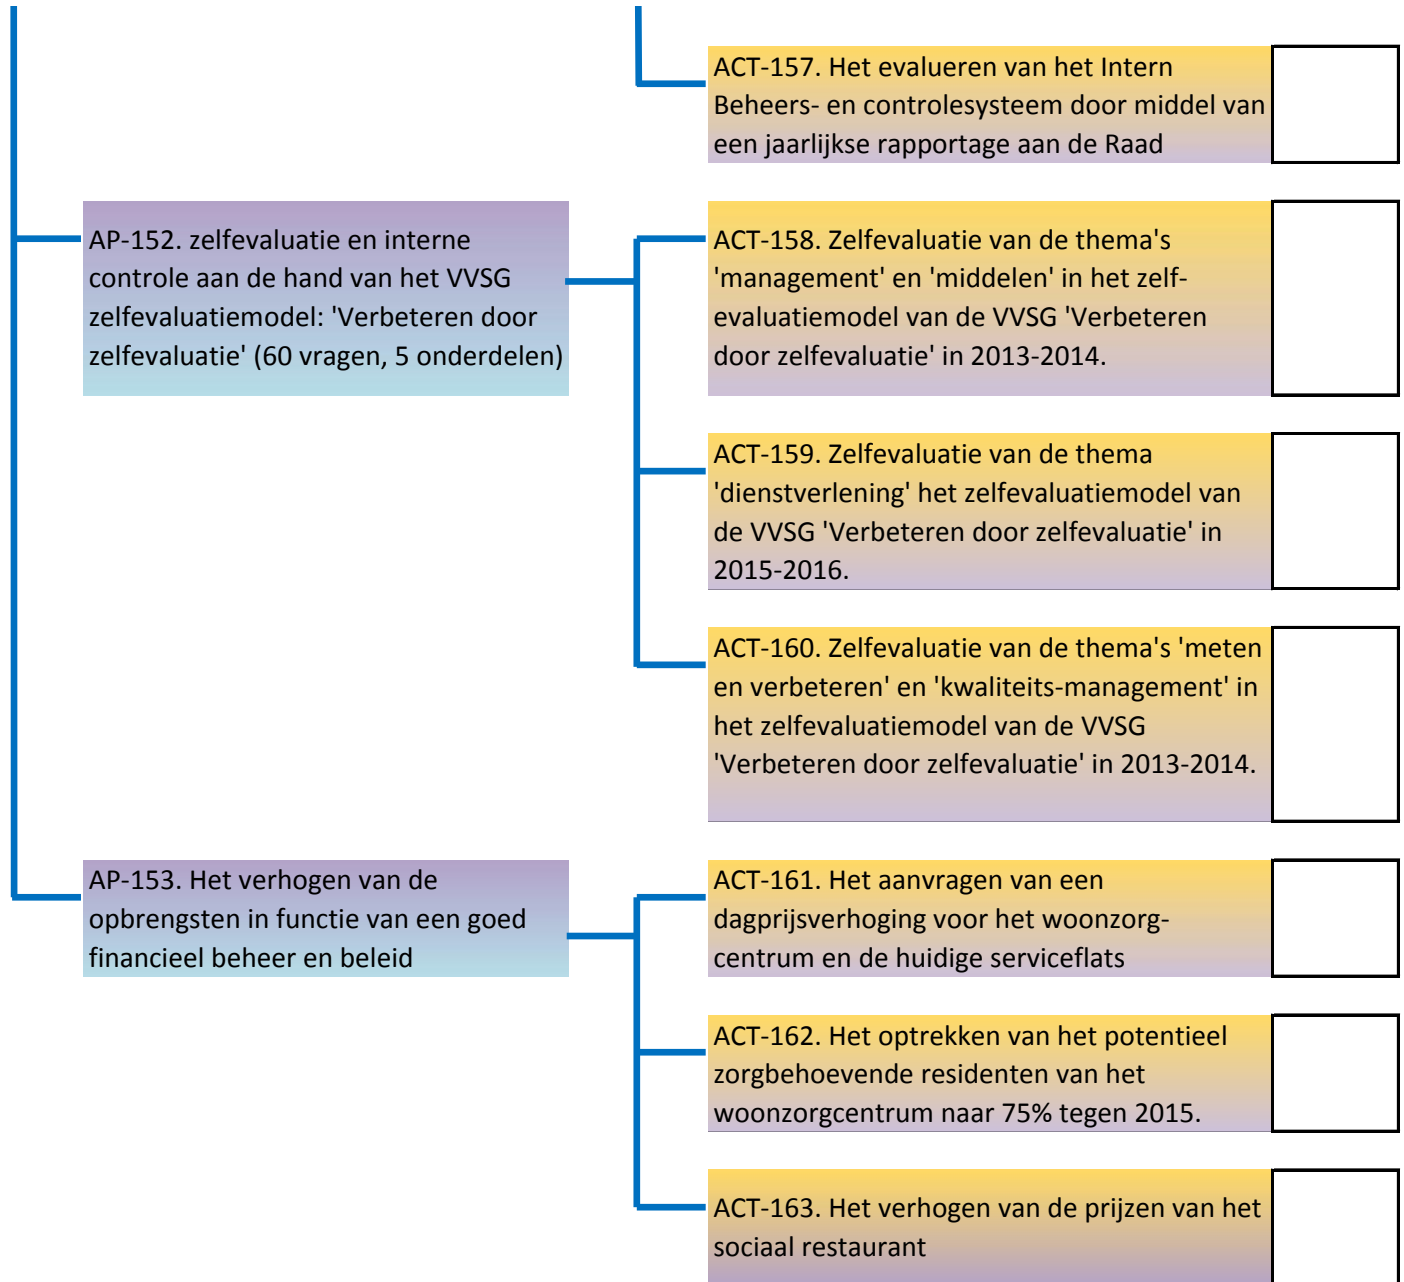 ACT-157. Het evalueren van het Intern
Beheers- en controlesysteem door middel van
een jaarlijkse rapportage aan de Raad
AP-152. zelfevaluatie en interne
controle aan de hand van het VVSG
zelfevaluatiemodel: 'Verbeteren door
zelfevaluatie' (60 vragen, 5 onderdelen)
ACT-158. Zelfevaluatie van de thema's
'management' en 'middelen' in het zelf-
evaluatiemodel van de VVSG 'Verbeteren
door zelfevaluatie' in 2013-2014.
ACT-159. Zelfevaluatie van de thema
'dienstverlening' het zelfevaluatiemodel van
de VVSG 'Verbeteren door zelfevaluatie' in
2015-2016.
ACT-160. Zelfevaluatie van de thema's 'meten
en verbeteren' en 'kwaliteits-management' in
het zelfevaluatiemodel van de VVSG
'Verbeteren door zelfevaluatie' in 2013-2014.
AP-153. Het verhogen van de
opbrengsten in functie van een goed
financieel beheer en beleid
ACT-161. Het aanvragen van een
dagprijsverhoging voor het woonzorg-
centrum en de huidige serviceflats
ACT-162. Het optrekken van het potentieel
zorgbehoevende residenten van het
woonzorgcentrum naar 75% tegen 2015.
ACT-163. Het verhogen van de prijzen van het
sociaal restaurant